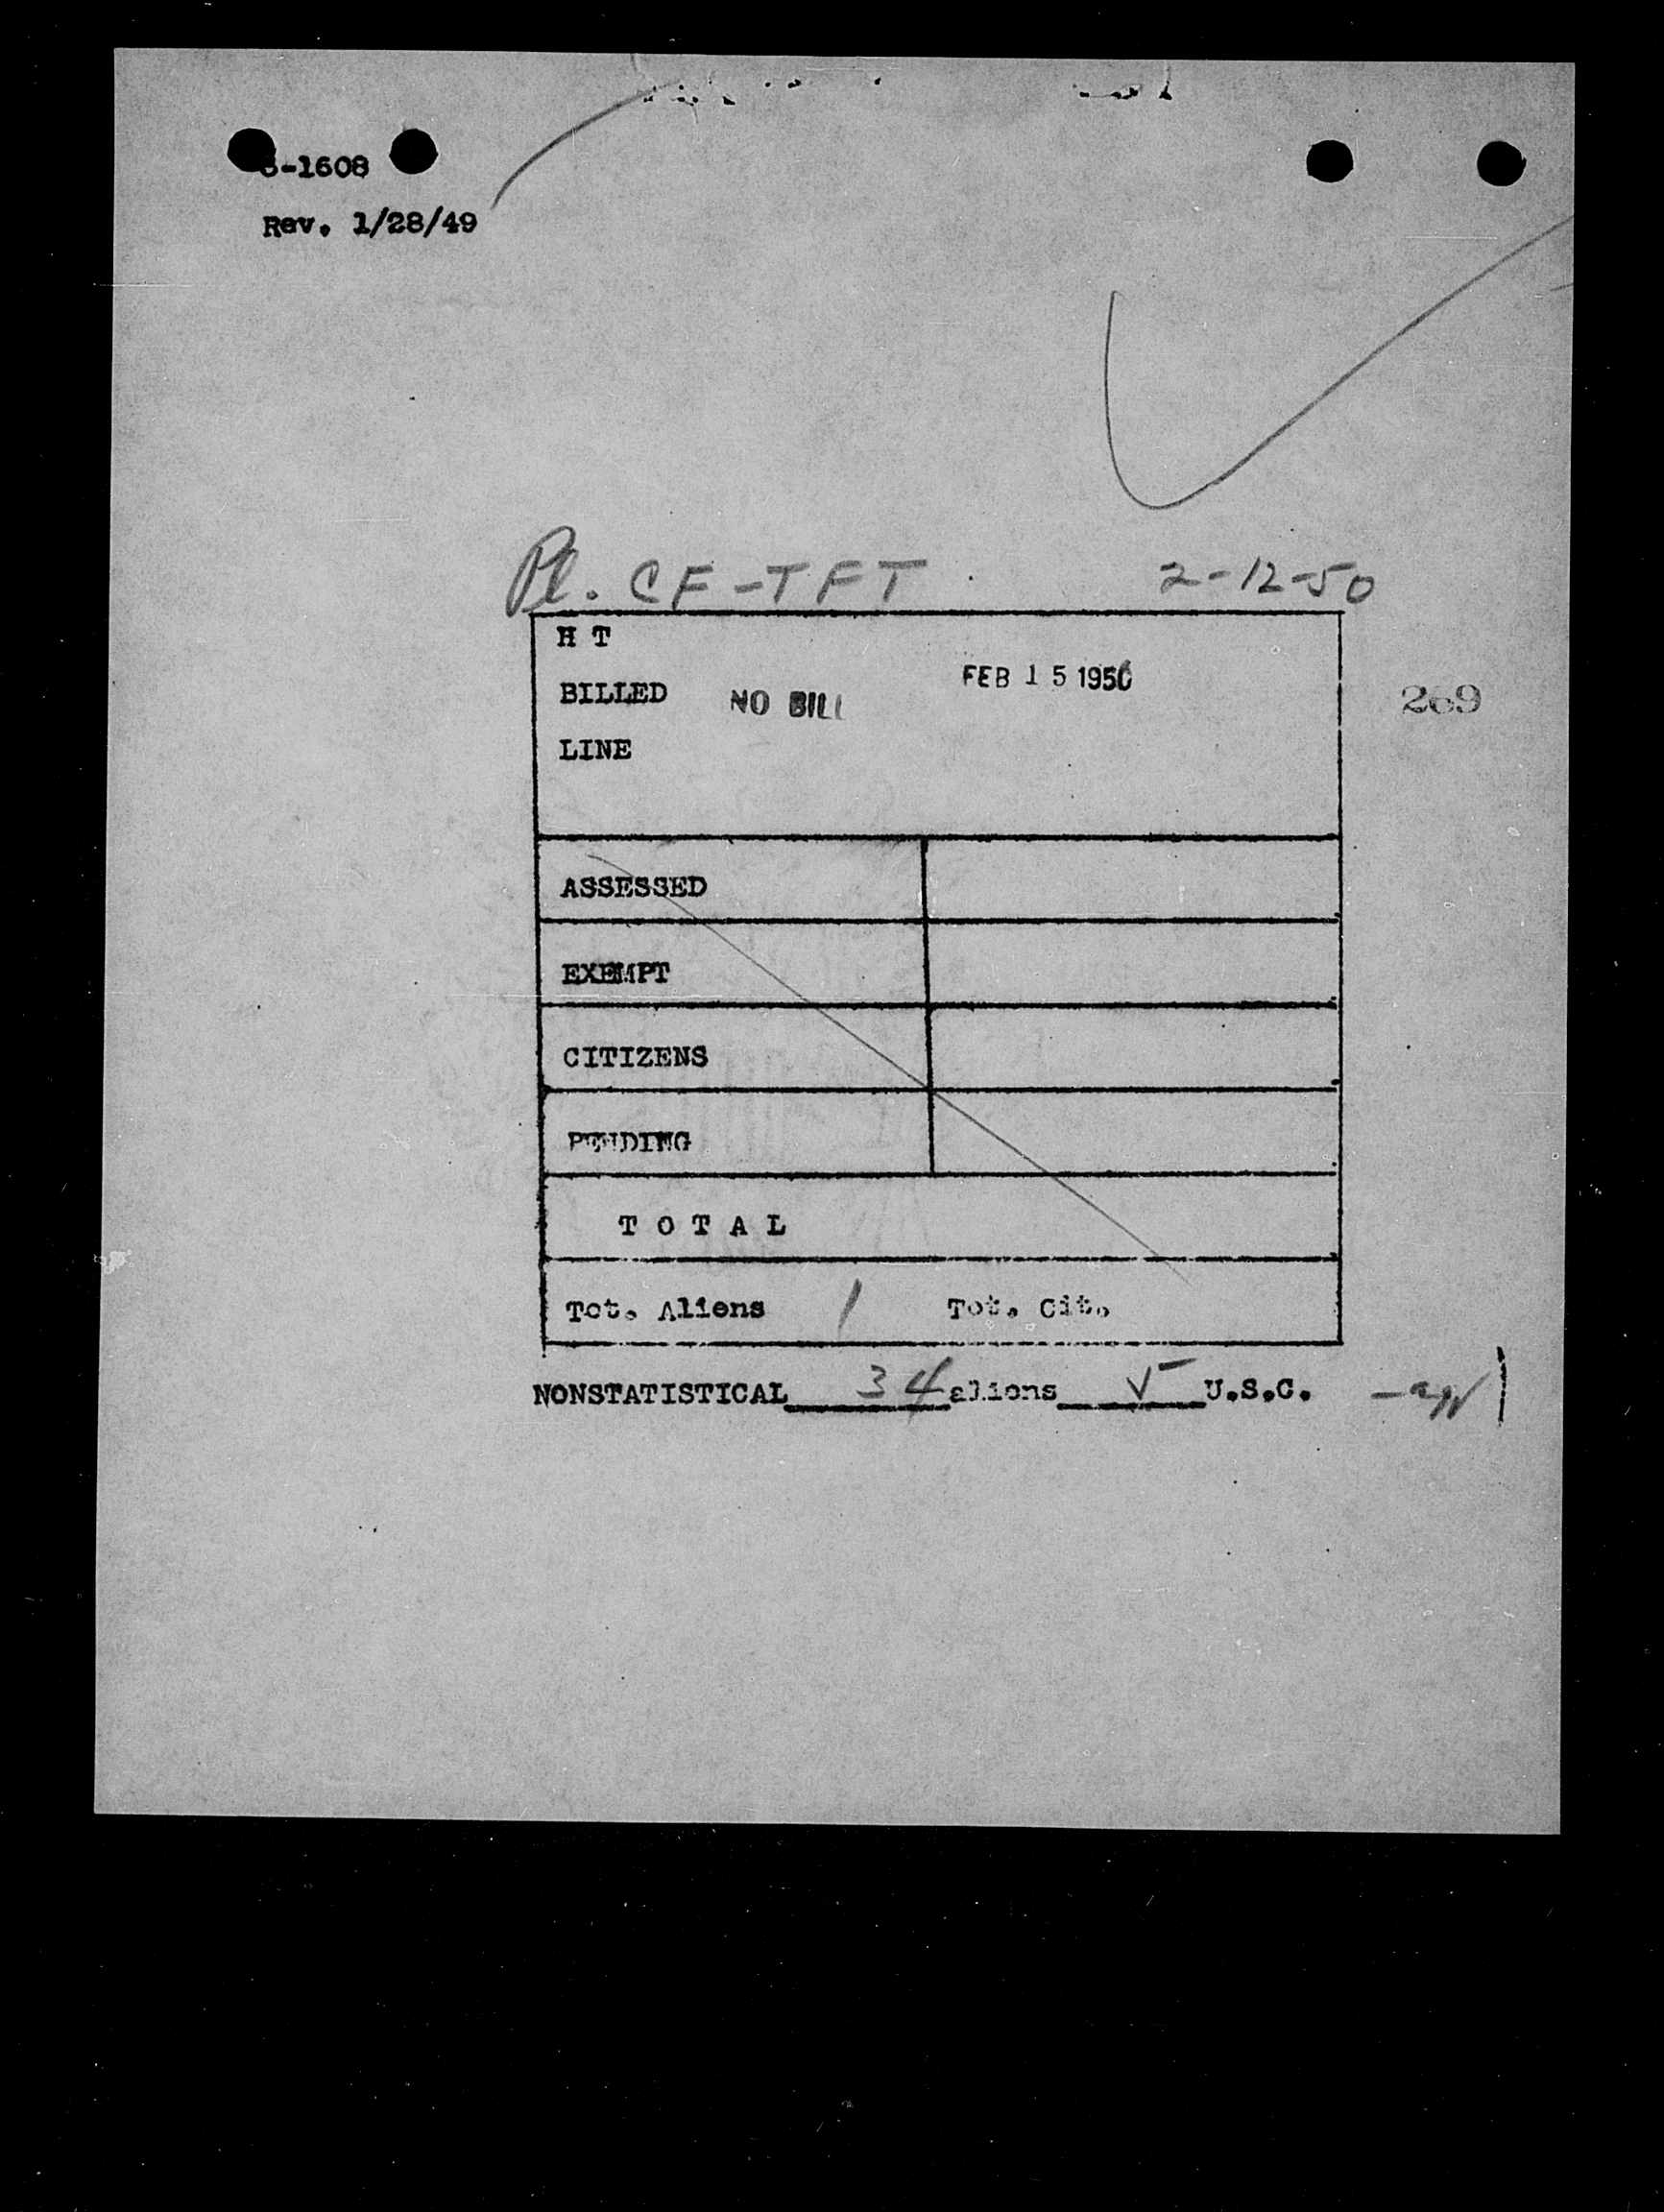 -1608
Rev. 1/28/49
Pl. CF-TFT 2-12-50
H T
FEB 15 1950
BILLED NO BILL
269
LINE
ASSESSED
EXEMPT
CITIZENS
PENDING
T O T A L
Tot. Aliens 1 Tot. Cit.
NONSTATISTICAL 34 aliens 5 U.S.C.